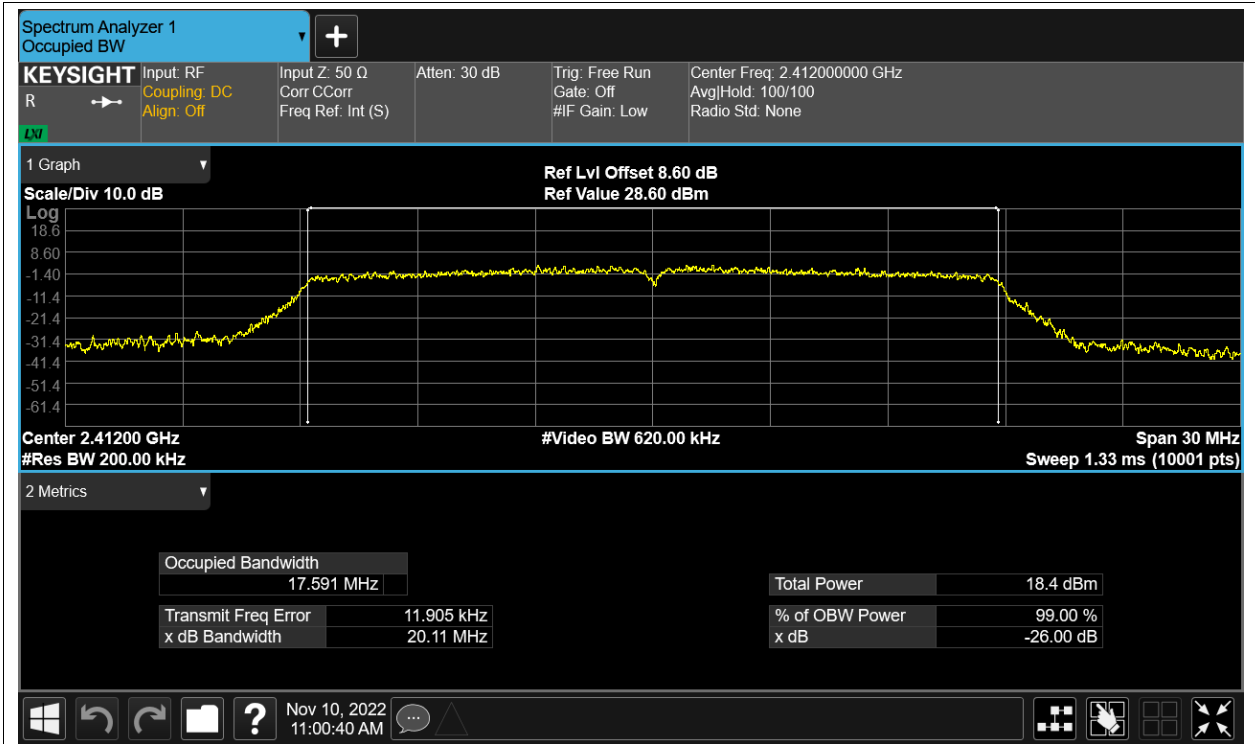 Spectrum Analyzer 1
Occupied BW
KEYSIGHT
R
LXI
Input: RF
Coupling: DC
Align: Off
Input Z: 50 Ω
Corr CCorr
Freq Ref: Int (S)
Atten: 30 dB
Trig: Free Run
Gate: Off
#IF Gain: Low
Center Freq: 2.412000000 GHz
Avg|Hold: 100/100
Radio Std: None
1 Graph
Scale/Div 10.0 dB
Ref Lvl Offset 8.60 dB
Ref Value 28.60 dBm
Log
18.6
8.60
-1.40
-11.4
-21.4
-31.4
-41.4
-51.4
-61.4
Center 2.41200 GHz
#Res BW 200.00 kHz
#Video BW 620.00 kHz
Span 30 MHz
Sweep 1.33 ms (10001 pts)
2 Metrics
Occupied Bandwidth
17.591 MHz
Transmit Freq Error 11.905 kHz
x dB Bandwidth 20.11 MHz
Total Power 18.4 dBm
% of OBW Power 99.00 %
x dB -26.00 dB
?
Nov 10, 2022
11:00:40 AM